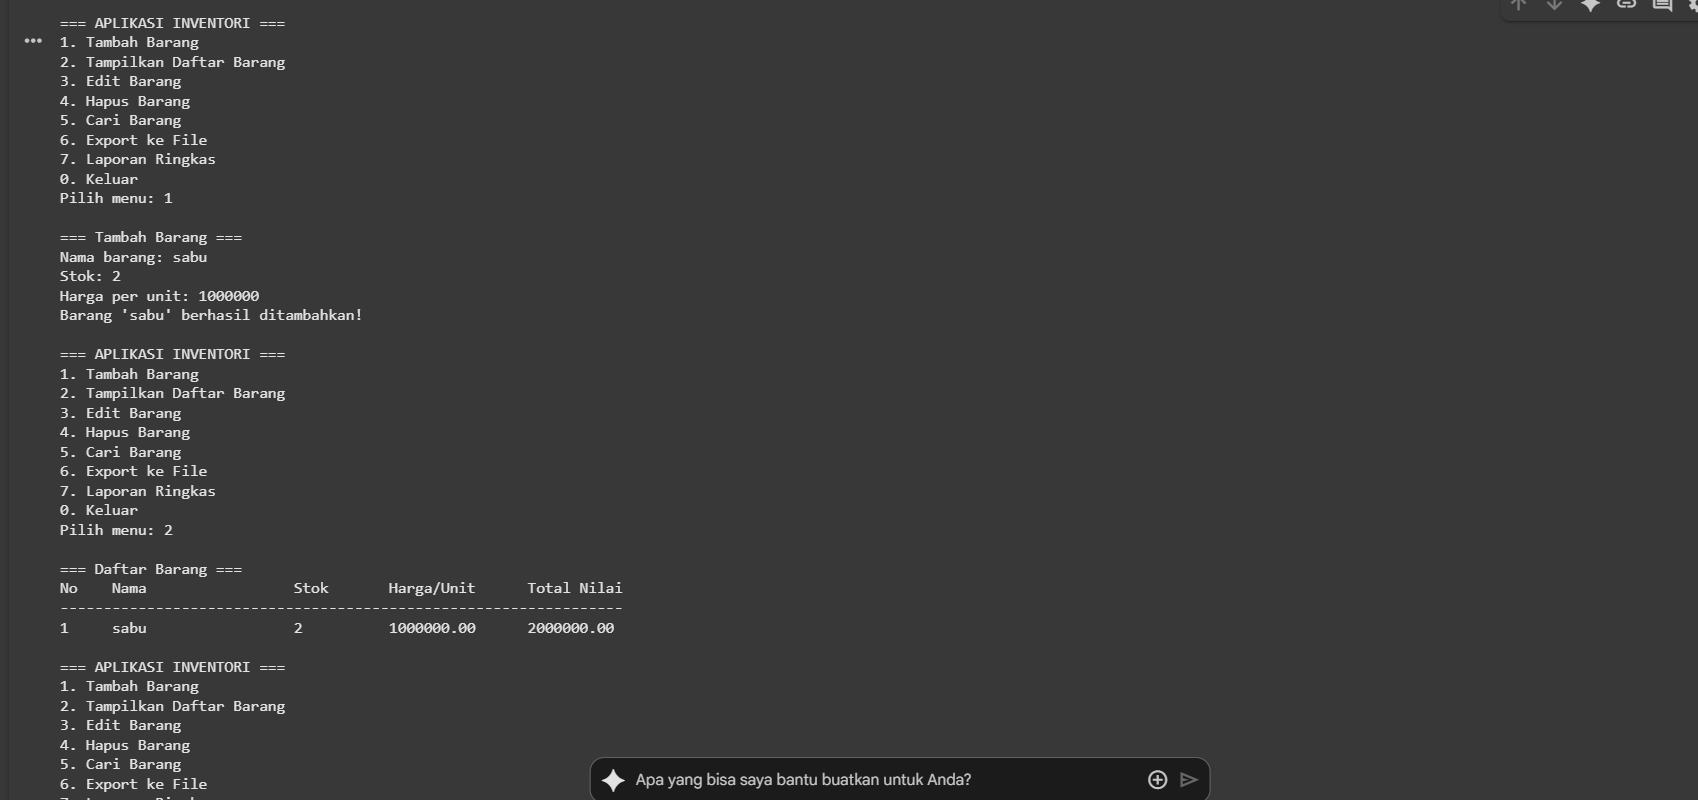 === APLIKASI INVENTORI ===
1. Tambah Barang
2. Tampilkan Daftar Barang
3. Edit Barang
4. Hapus Barang
5. Cari Barang
6. Export ke File
7. Laporan Ringkas
0. Keluar
Pilih menu: 1
=== Tambah Barang ===
Nama barang: sabu
Stok: 2
Harga per unit: 1000000
Barang 'sabu' berhasil ditambahkan!
=== APLIKASI INVENTORI ===
1. Tambah Barang
2. Tampilkan Daftar Barang
3. Edit Barang
4. Hapus Barang
5. Cari Barang
6. Export ke File
7. Laporan Ringkas
0. Keluar
Pilih menu: 2
=== Daftar Barang ===
No Nama Stok Harga/Unit Total Nilai
-----------------------------------------------------------------
1 sabu 2 1000000.00 2000000.00
=== APLIKASI INVENTORI ===
1. Tambah Barang
2. Tampilkan Daftar Barang
3. Edit Barang
4. Hapus Barang
5. Cari Barang
6. Export ke File
Apa yang bisa saya bantu buatkan untuk Anda?